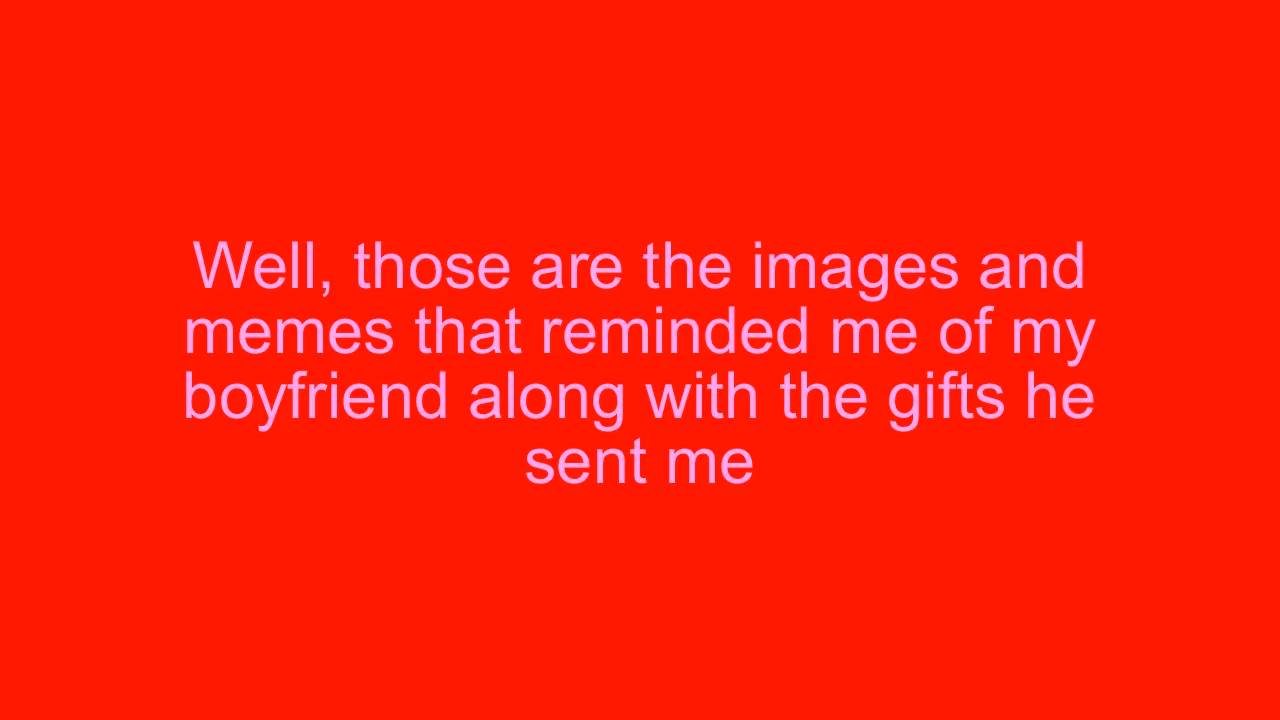 Well, those are the images and
memes that reminded me of my
boyfriend along with the gifts he
sent me